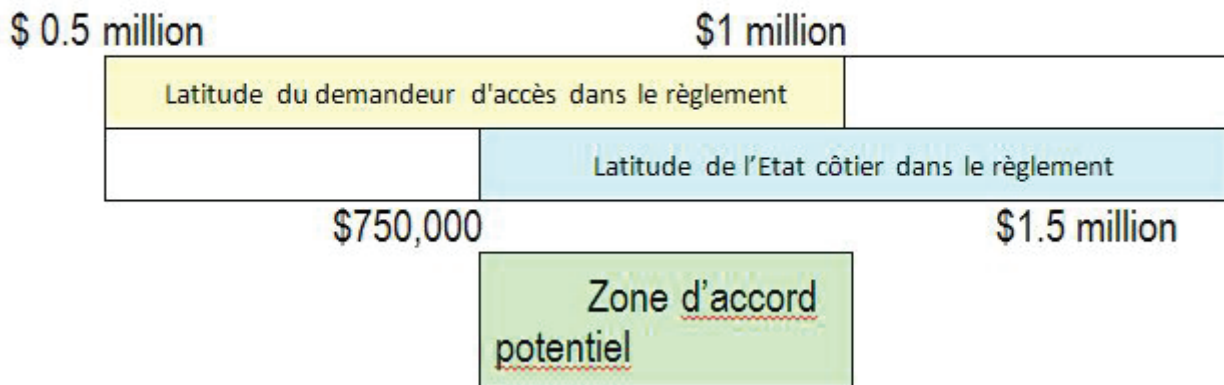 $ 0.5 million $1 million
Latitude du demandeur d'accès dans le règlement
Latitude de l'Etat côtier dans le règlement
$750,000 $1.5 million
Zone d'accord
potentiel